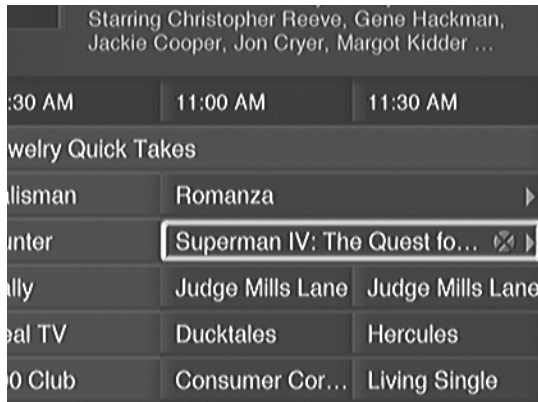 Starring Christopher Reeve, Gene Hackman,
Jackie Cooper, Jon Cryer, Margot Kidder ...
:30 AM 11:00 AM 11:30 AM
welry Quick Takes
lisman Romanza
unter Superman IV: The Quest fo...
lly Judge Mills Lane Judge Mills Lane
eal TV Ducktales Hercules
0 Club Consumer Cor... Living Single